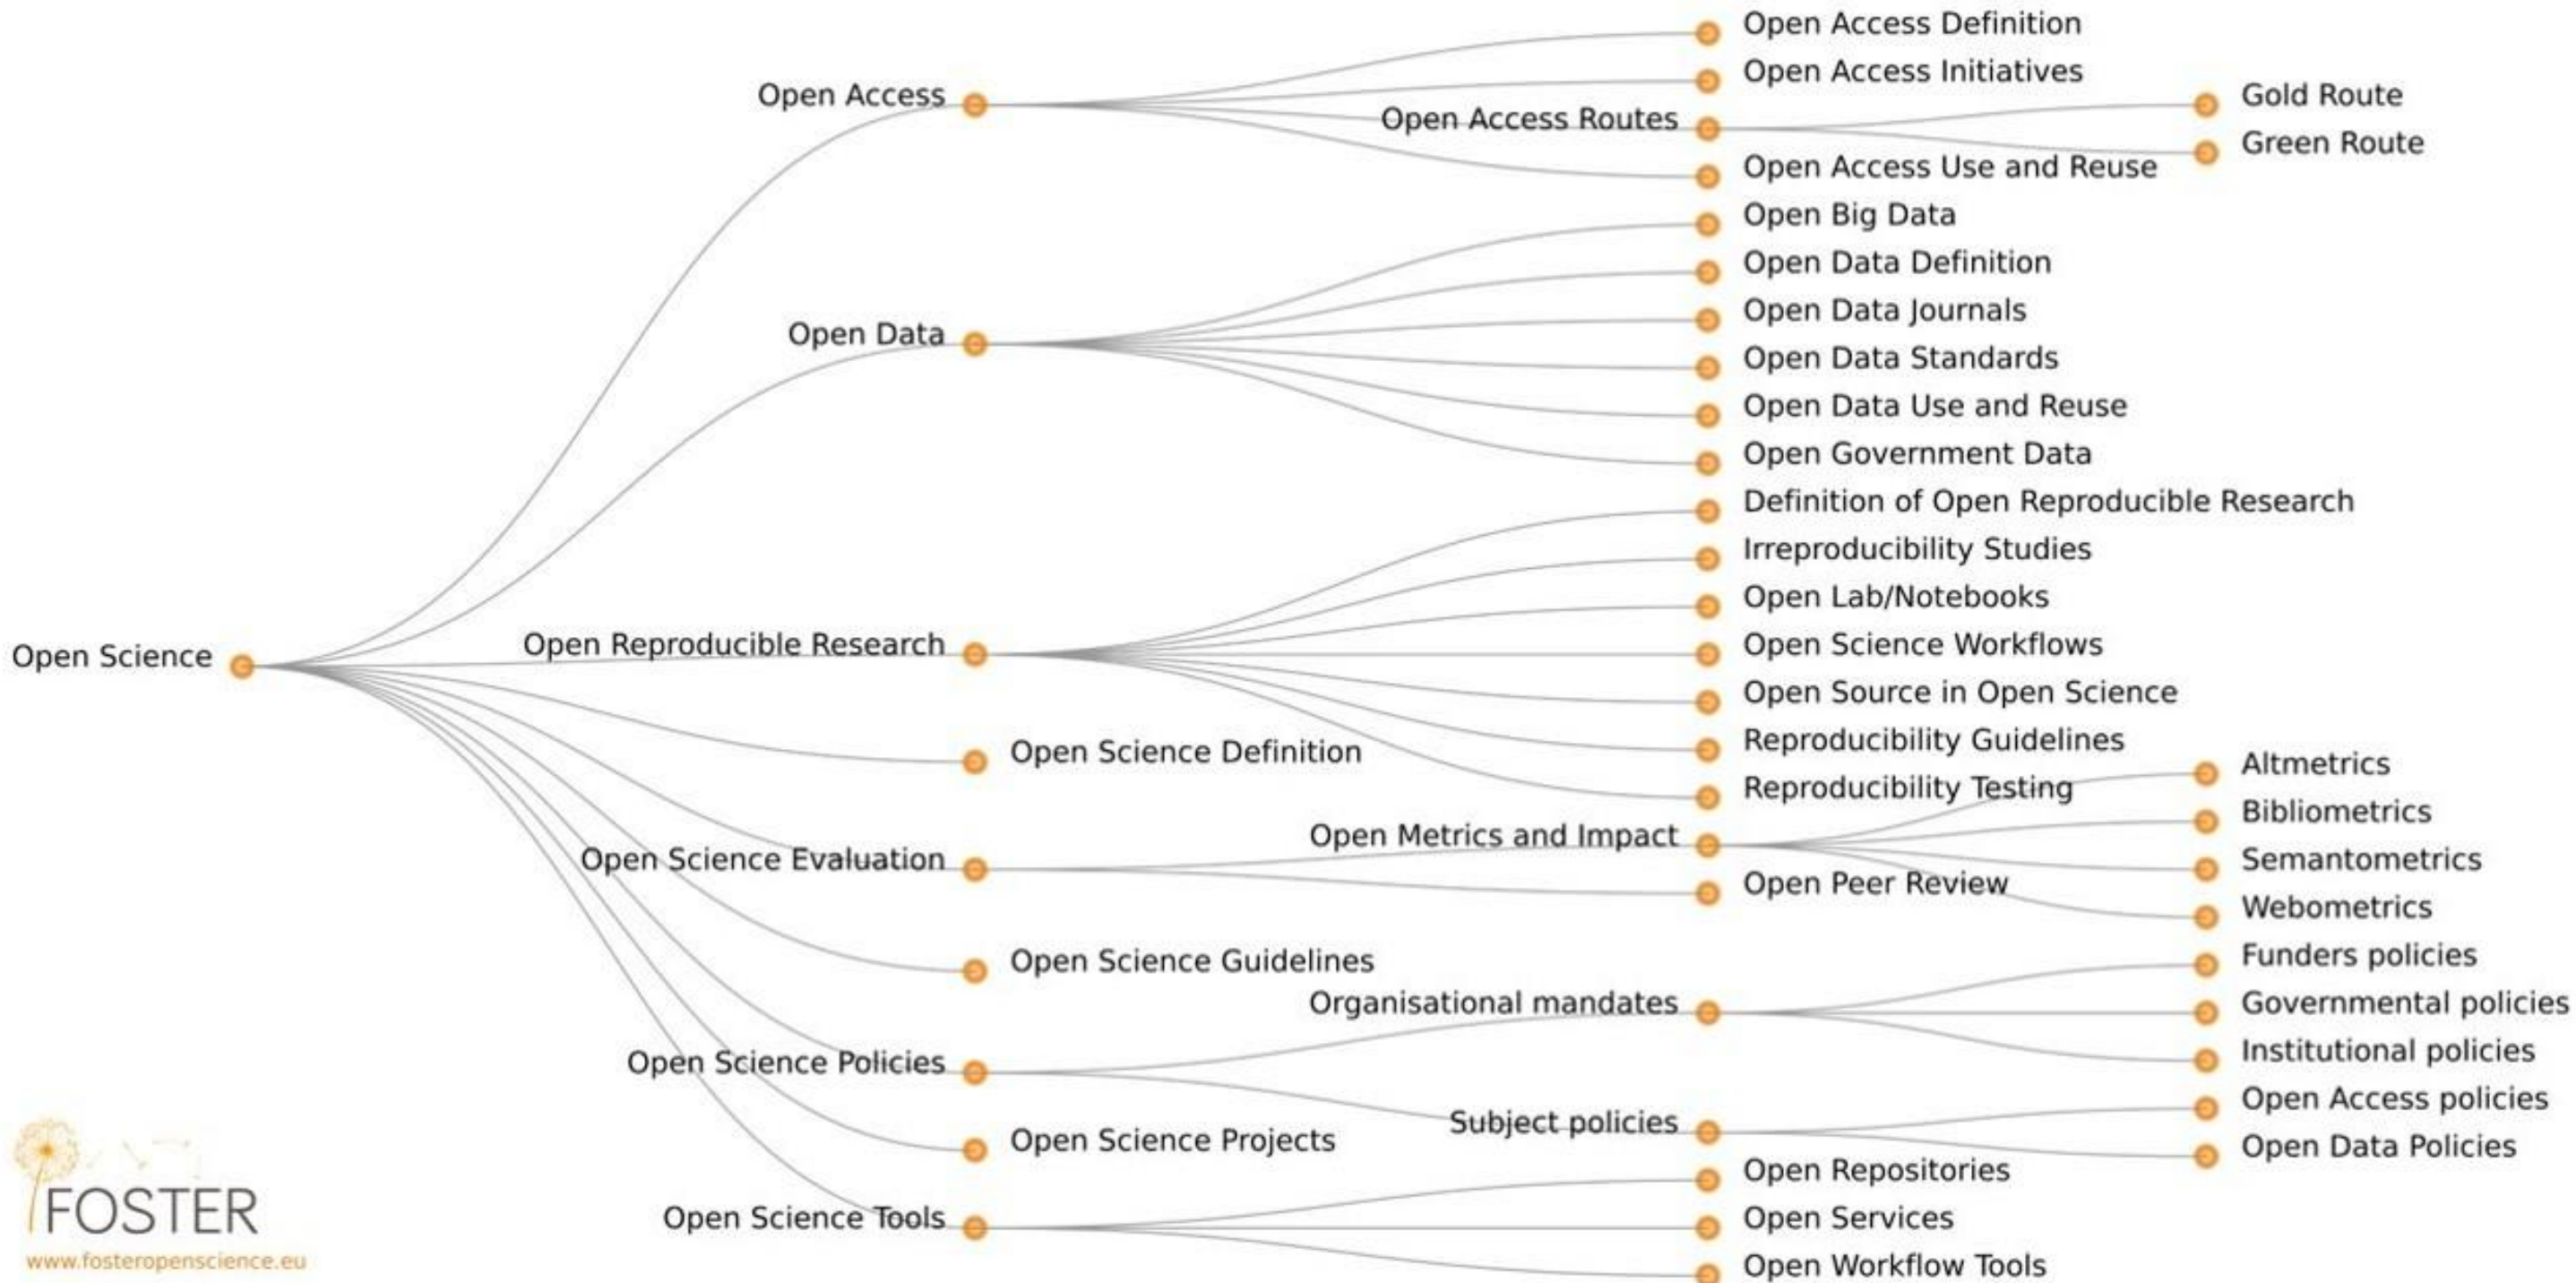 Open Science
Open Access
Open Access Definition
Open Access Initiatives
Open Access Routes
Gold Route
Green Route
Open Access Use and Reuse
Open Data
Open Big Data
Open Data Definition
Open Data Journals
Open Data Standards
Open Data Use and Reuse
Open Government Data
Open Reproducible Research
Definition of Open Reproducible Research
Irreproducibility Studies
Open Lab/Notebooks
Open Science Workflows
Open Source in Open Science
Reproducibility Guidelines
Reproducibility Testing
Open Science Definition
Open Science Evaluation
Open Metrics and Impact
Altmetrics
Bibliometrics
Semantometrics
Webometrics
Open Peer Review
Open Science Guidelines
Open Science Policies
Organisational mandates
Funders policies
Governmental policies
Institutional policies
Subject policies
Open Access policies
Open Data Policies
Open Science Projects
Open Science Tools
Open Repositories
Open Services
Open Workflow Tools
FOSTER
www.fosteropenscience.eu